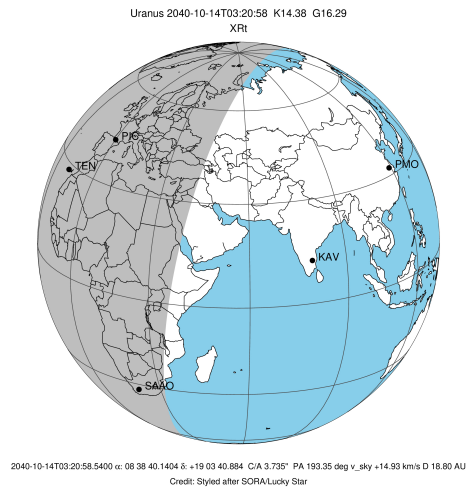 Uranus 2040-10-14T03:20:58 K14.38 G16.29
XRt
PIC
TEN
PMO
KAV
SAAO
2040-10-14T03:20:58.5400 α: 08 38 40.1404 δ: +19 03 40.884 C/A 3.735" PA 193.35 deg v_sky +14.93 km/s D 18.80 AU
Credit: Styled after SORA/Lucky Star